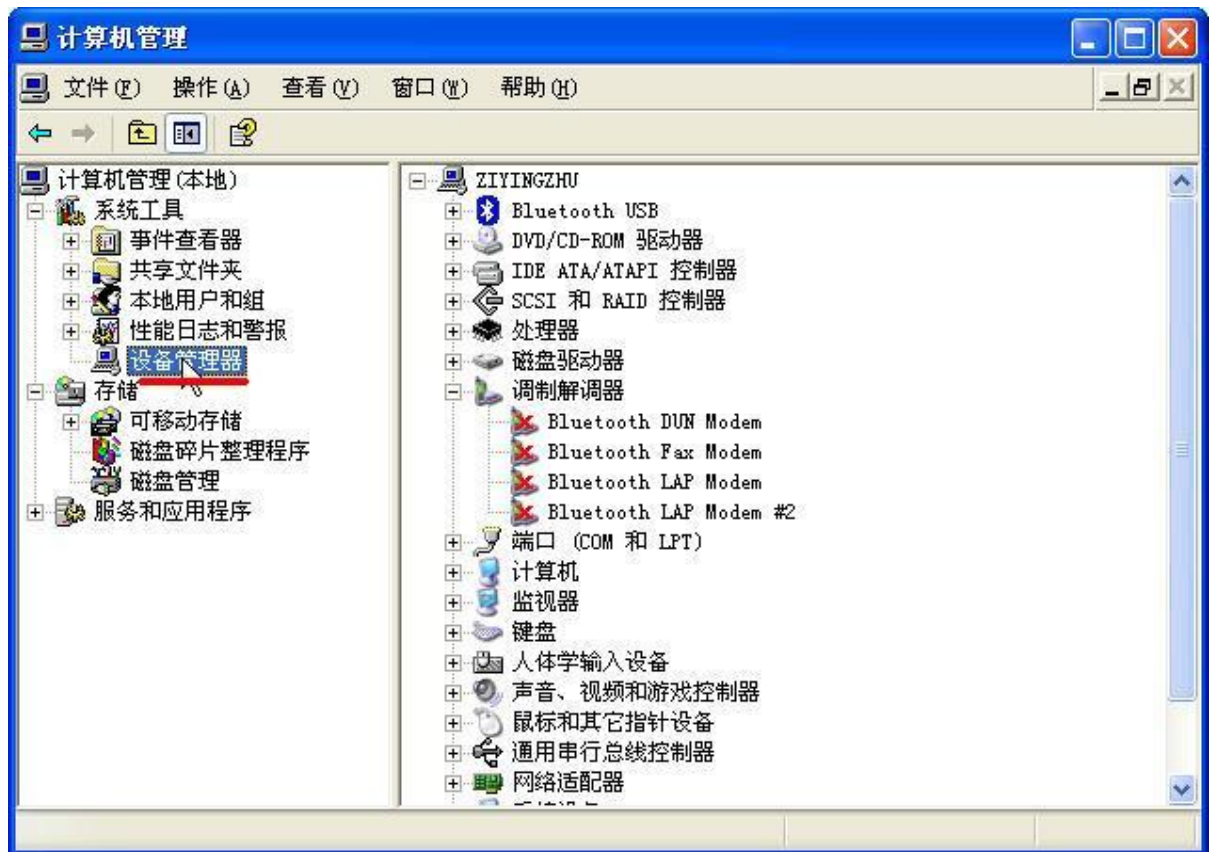 计算机管理
文件(F) 操作(A) 查看(V) 窗口(W) 帮助(H)
计算机管理(本地)
系统工具
事件查看器
共享文件夹
本地用户和组
性能日志和警报
设备管理器
存储
可移动存储
磁盘碎片整理程序
磁盘管理
服务和应用程序
ZIYINGZHU
Bluetooth USB
DVD/CD-ROM 驱动器
IDE ATA/ATAPI 控制器
SCSI 和 RAID 控制器
处理器
磁盘驱动器
调制解调器
Bluetooth DUN Modem
Bluetooth Fax Modem
Bluetooth LAP Modem
Bluetooth LAP Modem #2
端口 (COM 和 LPT)
计算机
监视器
键盘
人体学输入设备
声音、视频和游戏控制器
鼠标和其它指针设备
通用串行总线控制器
网络适配器